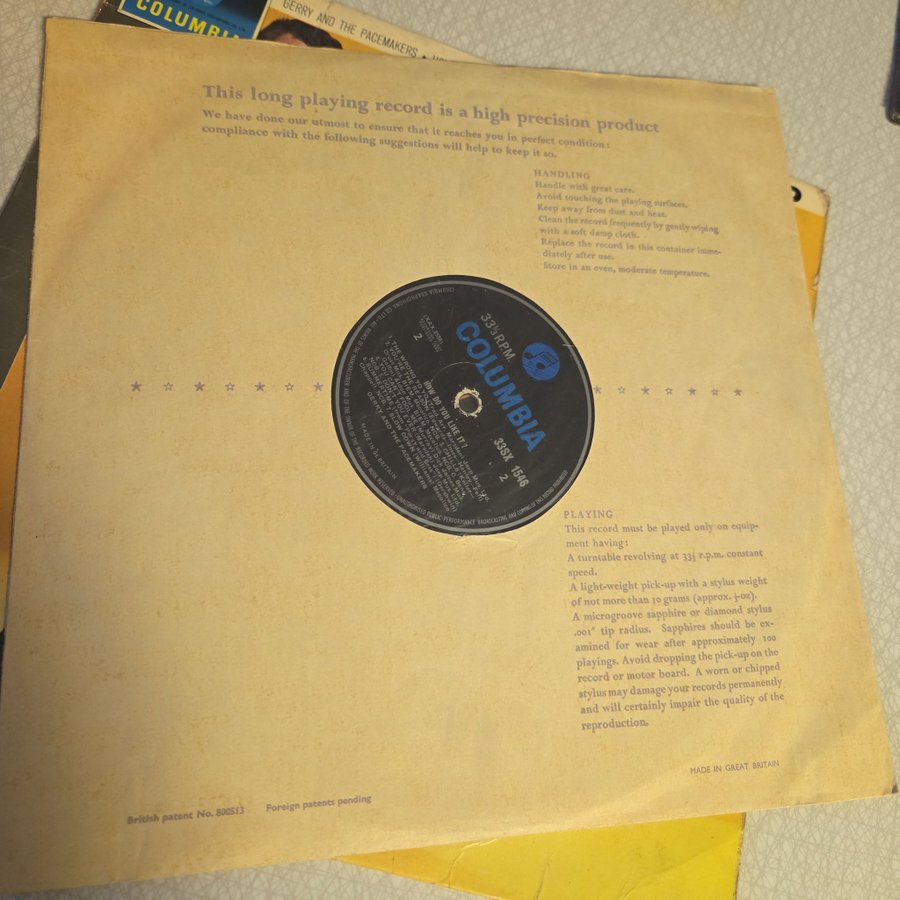 COLUMBIA
GERRY AND THE PACEMAKERS
This long playing record is a high precision product
We have done our utmost to ensure that it reaches you in perfect condition:
compliance with the following suggestions will help to keep it so.
HANDLING
Handle with great care.
Avoid touching the playing surfaces.
Keep away from dust and heat.
Clean the record frequently by gently wiping
with a soft damp cloth.
Replace the record in this container imme-
diately after use.
Store in an even, moderate temperature.
33⅓ R.P.M.
COLUMBIA
33SX 1546
2
2
HOW DO YOU LIKE IT?
GERRY AND THE PACEMAKERS
MADE IN GT. BRITAIN
PLAYING
This record must be played only on equip-
ment having:
A turntable revolving at 33⅓ r.p.m. constant
speed.
A light-weight pick-up with a stylus weight
of not more than 10 grams (approx. ⅓-oz).
A microgroove sapphire or diamond stylus
.001" tip radius. Sapphires should be ex-
amined for wear after approximately 100
playings. Avoid dropping the pick-up on the
record or motor board. A worn or chipped
stylus may damage your records permanently
and will certainly impair the quality of the
reproduction.
MADE IN GREAT BRITAIN
British patent No. 800513 Foreign patents pending